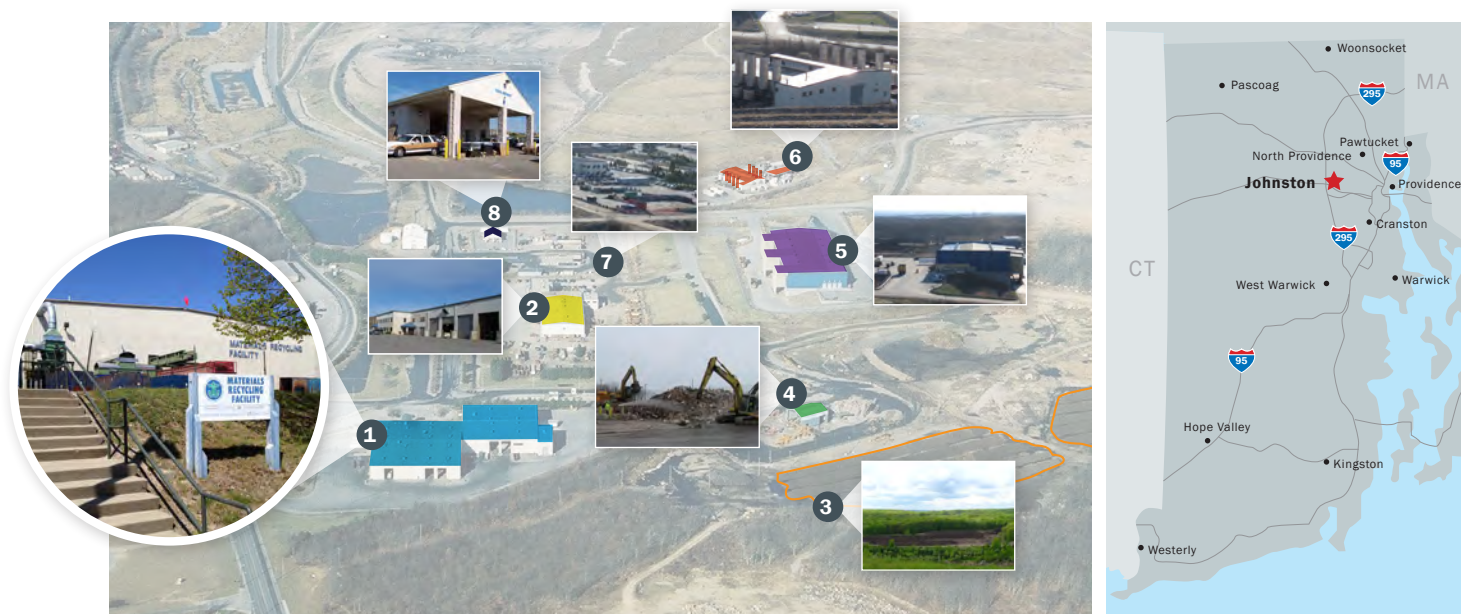 8
6
7
5
2
4
1
3
MATERIALS RECYCLING
FACILITY
MATERIALS
RECYCLING
FACILITY
Woonsocket
Pascoag
295
MA
Pawtucket
North Providence
95
Johnston
Providence
Cranston
295
CT
West Warwick
Warwick
95
Hope Valley
Kingston
Westerly